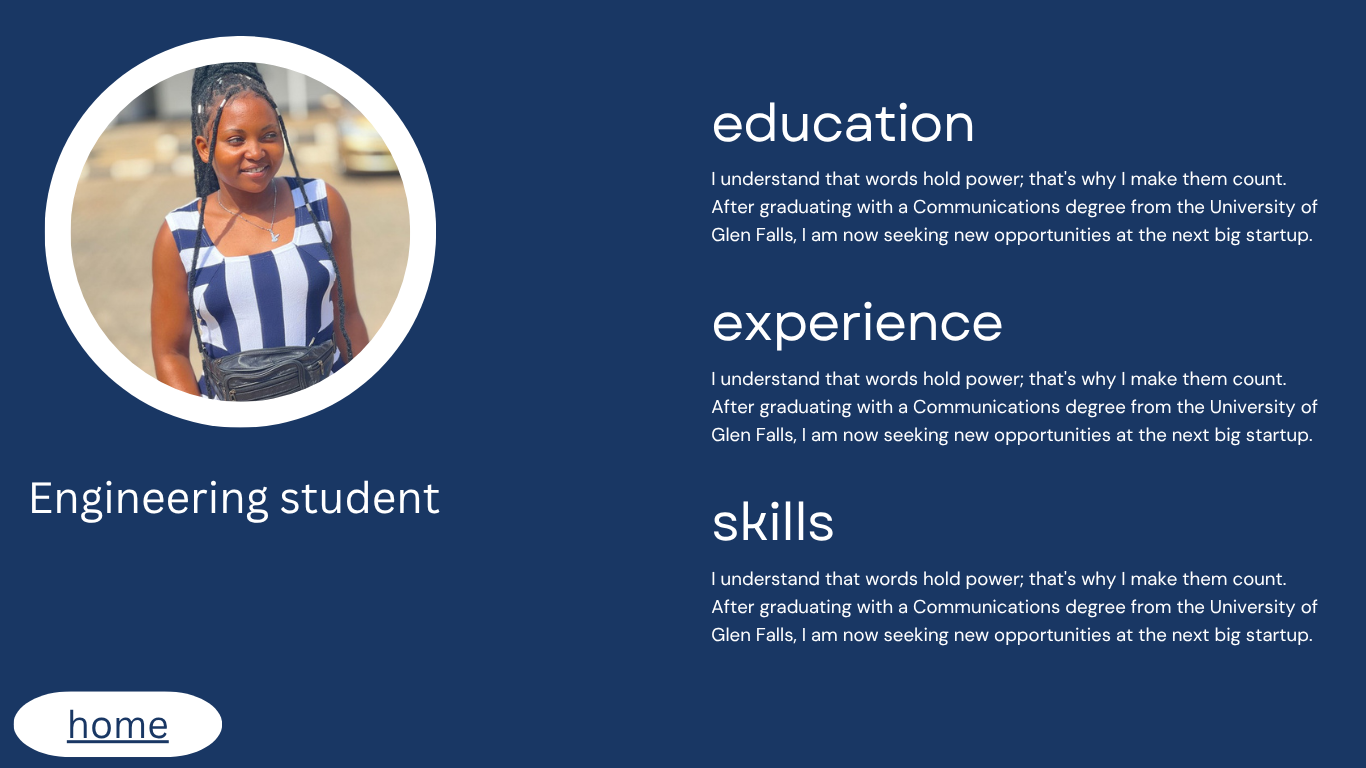 education
I understand that words hold power; that's why I make them count.
After graduating with a Communications degree from the University of
Glen Falls, I am now seeking new opportunities at the next big startup.
experience
I understand that words hold power; that's why I make them count.
After graduating with a Communications degree from the University of
Glen Falls, I am now seeking new opportunities at the next big startup.
Engineering student
skills
I understand that words hold power; that's why I make them count.
After graduating with a Communications degree from the University of
Glen Falls, I am now seeking new opportunities at the next big startup.
home